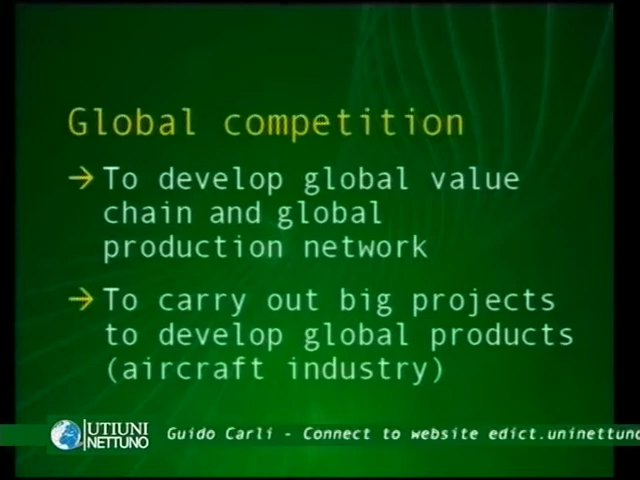 Global competition
→ To develop global value
chain and global
production network
→ To carry out big projects
to develop global products
(aircraft industry)
UTIUNI
NETTUNO
Guido Carli - Connect to website edict.uninettuno